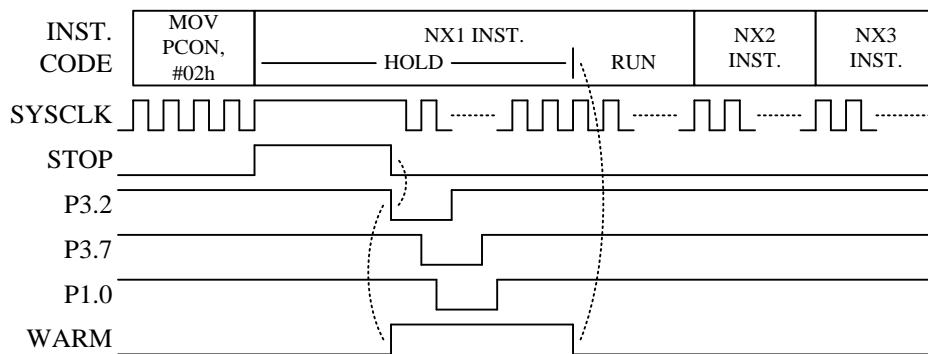 INST. CODE
MOV PCON, #02h
NX1 INST.
HOLD
RUN
NX2 INST.
NX3 INST.
SYSCLK
STOP
P3.2
P3.7
P1.0
WARM